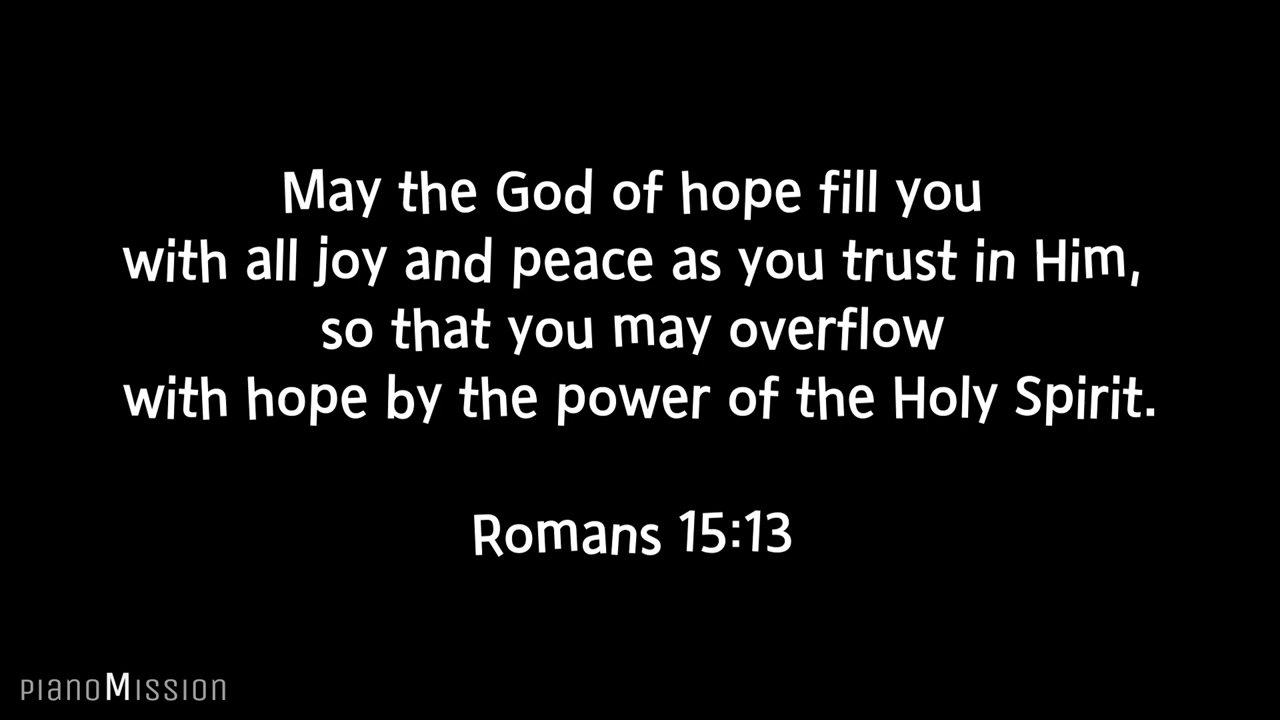 May the God of hope fill you
with all joy and peace as you trust in Him,
so that you may overflow
with hope by the power of the Holy Spirit.
Romans 15:13
PIANOMISSION